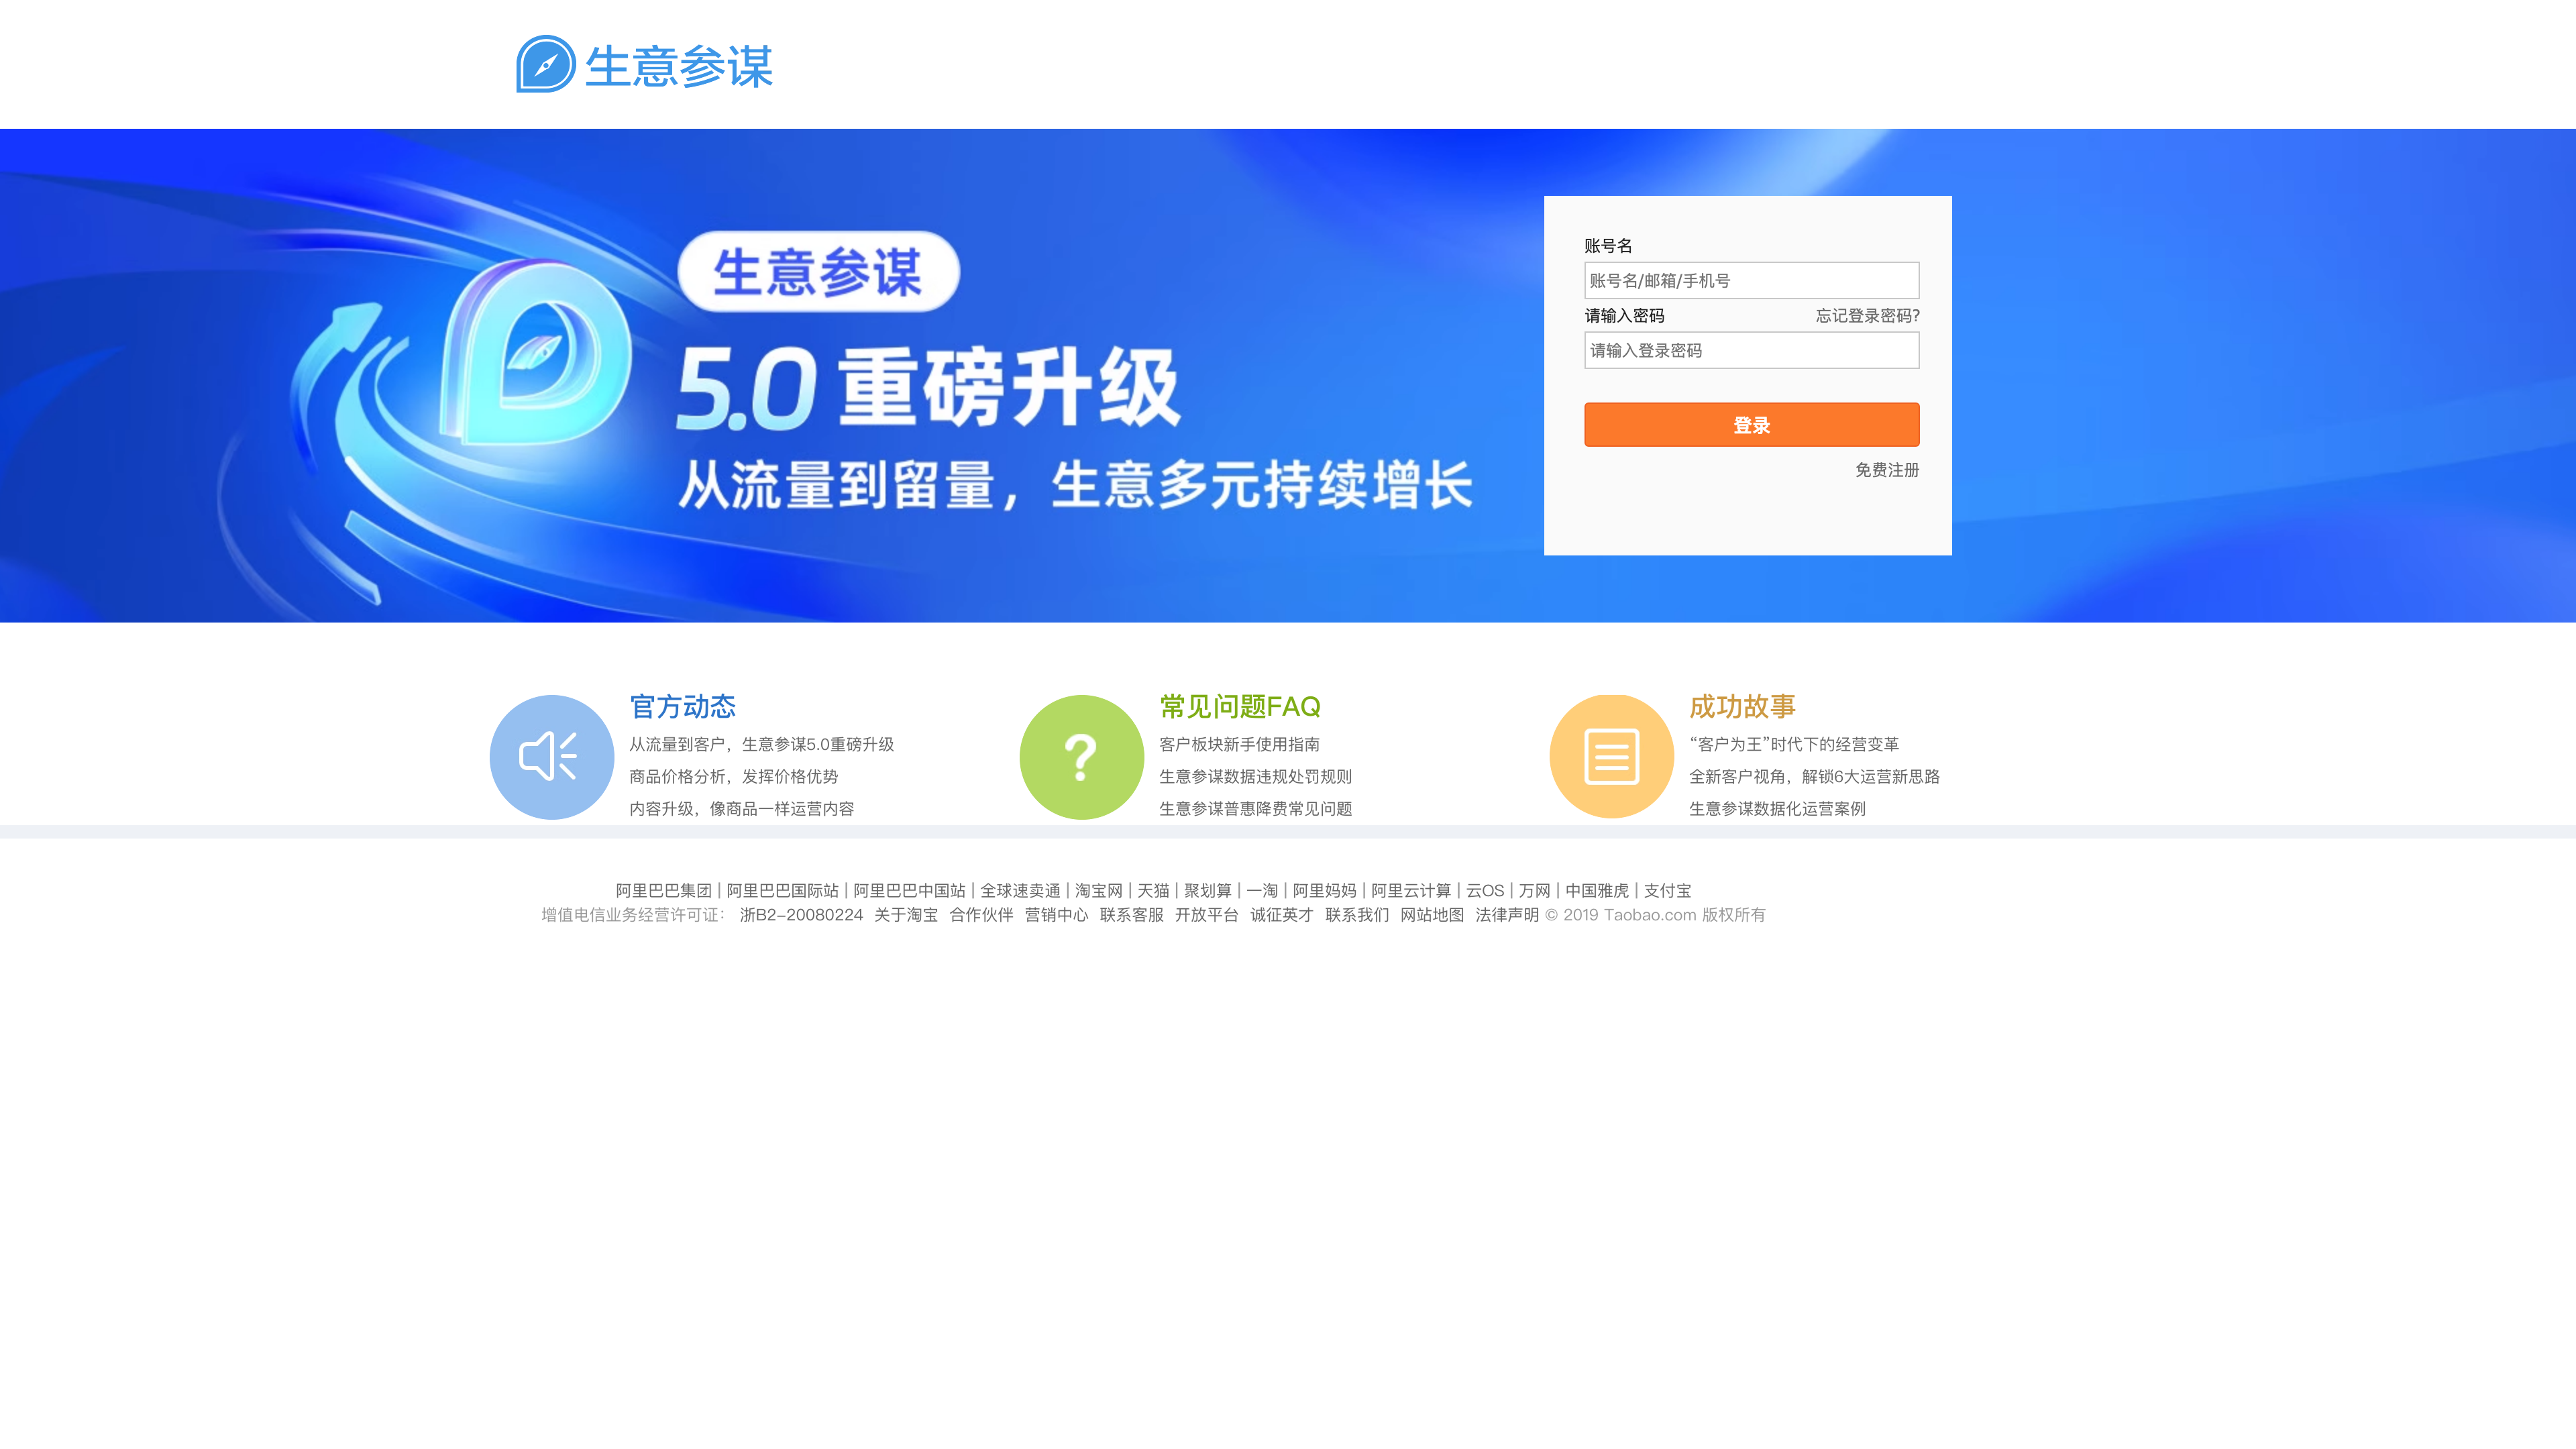 生意参谋
生意参谋
5.0 重磅升级
从流量到留量，生意多元持续增长
账号名
账号名/邮箱/手机号
请输入密码 忘记登录密码?
请输入登录密码
登录
免费注册
官方动态
从流量到客户，生意参谋5.0重磅升级
商品价格分析，发挥价格优势
内容升级，像商品一样运营内容
常见问题FAQ
客户板块新手使用指南
生意参谋数据违规处罚规则
生意参谋普惠降费常见问题
成功故事
“客户为王”时代下的经营变革
全新客户视角，解锁6大运营新思路
生意参谋数据化运营案例
阿里巴巴集团 | 阿里巴巴国际站 | 阿里巴巴中国站 | 全球速卖通 | 淘宝网 | 天猫 | 聚划算 | 一淘 | 阿里妈妈 | 阿里云计算 | 云OS | 万网 | 中国雅虎 | 支付宝
增值电信业务经营许可证： 浙B2-20080224 关于淘宝 合作伙伴 营销中心 联系客服 开放平台 诚征英才 联系我们 网站地图 法律声明 © 2019 Taobao.com 版权所有